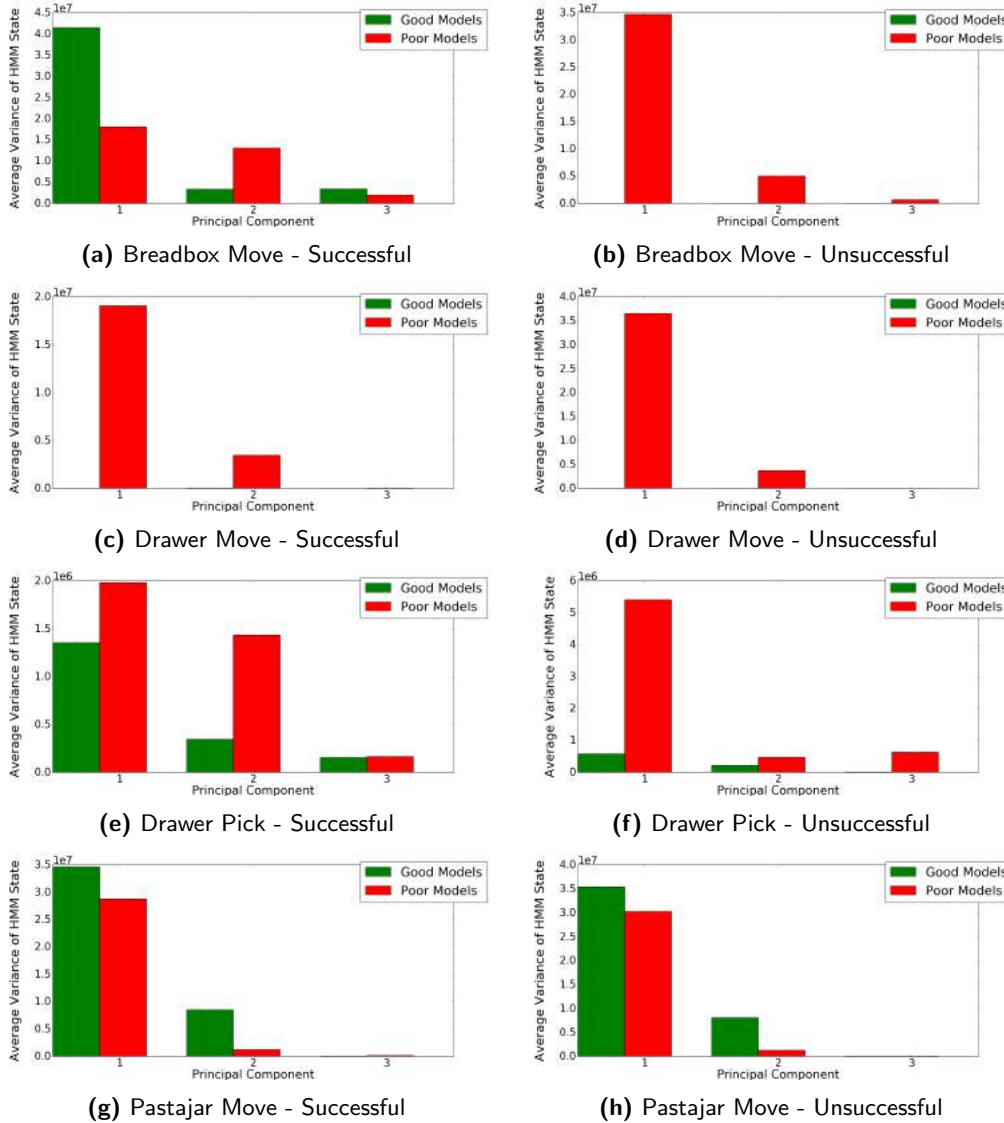 1e7
Average Variance of HMM State
4.5
4.0
3.5
3.0
2.5
2.0
1.5
1.0
0.5
0.0
1 2 3
Principal Component
Good Models
Poor Models
(a) Breadbox Move - Successful
1e7
Average Variance of HMM State
3.5
3.0
2.5
2.0
1.5
1.0
0.5
0.0
1 2 3
Principal Component
Good Models
Poor Models
(b) Breadbox Move - Unsuccessful
1e7
Average Variance of HMM State
2.0
1.5
1.0
0.5
0.0
1 2 3
Principal Component
Good Models
Poor Models
(c) Drawer Move - Successful
1e7
Average Variance of HMM State
4.0
3.5
3.0
2.5
2.0
1.5
1.0
0.5
0.0
1 2 3
Principal Component
Good Models
Poor Models
(d) Drawer Move - Unsuccessful
1e6
Average Variance of HMM State
2.0
1.5
1.0
0.5
0.0
1 2 3
Principal Component
Good Models
Poor Models
(e) Drawer Pick - Successful
1e6
Average Variance of HMM State
6
5
4
3
2
1
0
1 2 3
Principal Component
Good Models
Poor Models
(f) Drawer Pick - Unsuccessful
1e7
Average Variance of HMM State
3.5
3.0
2.5
2.0
1.5
1.0
0.5
0.0
1 2 3
Principal Component
Good Models
Poor Models
(g) Pastajar Move - Successful
1e7
Average Variance of HMM State
4.0
3.5
3.0
2.5
2.0
1.5
1.0
0.5
0.0
1 2 3
Principal Component
Good Models
Poor Models
(h) Pastajar Move - Unsuccessful